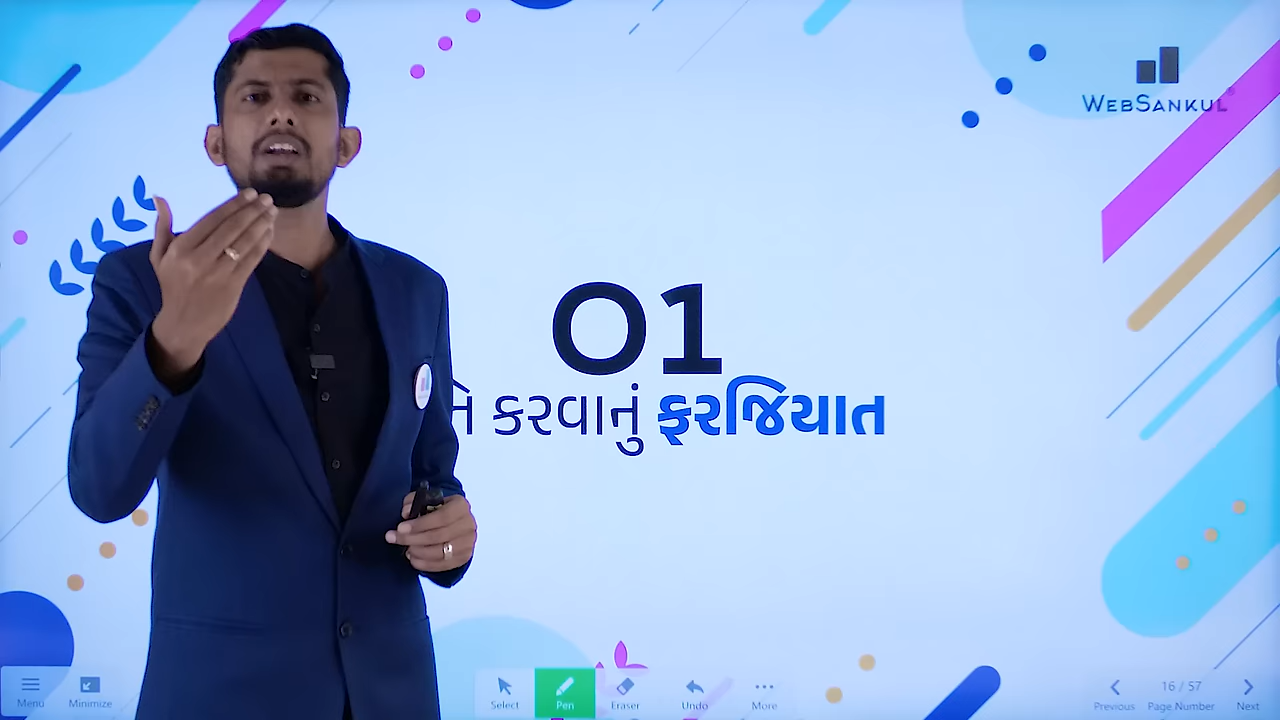 WEBSANKUL®
01
કરવાનું ફરજિયાત
Menu
Minimize
Select
Pen
Eraser
Undo
More
16 / 57
Previous
Page Number
Next